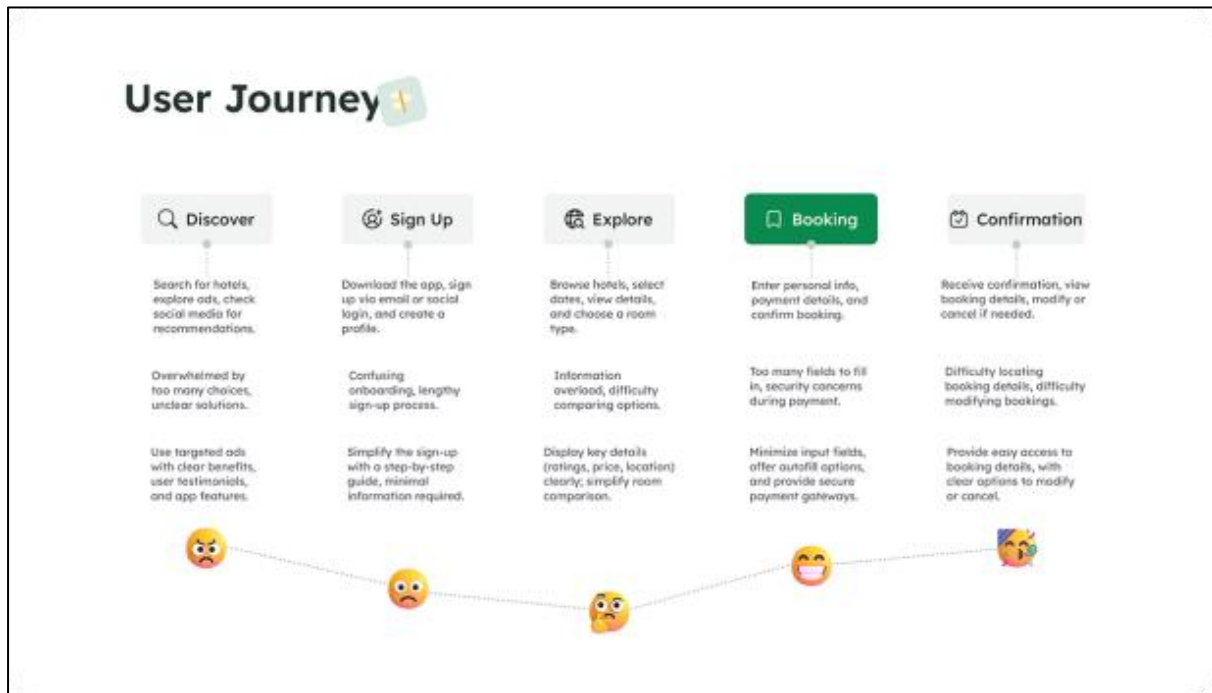 User Journey
Discover
Sign Up
Explore
Booking
Confirmation
Search for hotels,
explore ads, check
social media for
recommendations.
Download the app, sign
up via email or social
login, and create a
profile.
Browse hotels, select
dates, view details,
and choose a room
type.
Enter personal info,
payment details, and
confirm booking.
Receive confirmation, view
booking details, modify or
cancel if needed.
Overwhelmed by
too many choices,
unclear solutions.
Confusing
onboarding, lengthy
sign-up process.
Information
overload, difficulty
comparing options.
Too many fields to fill
in, security concerns
during payment.
Difficulty locating
booking details, difficulty
modifying bookings.
Use targeted ads
with clear benefits,
user testimonials,
and app features.
Simplify the sign-up
with a step-by-step
guide, minimal
information required.
Display key details
(ratings, price, location)
clearly; simplify room
comparison.
Minimize input fields,
offer autofill options,
and provide secure
payment gateways.
Provide easy access to
booking details, with
clear options to modify
or cancel.